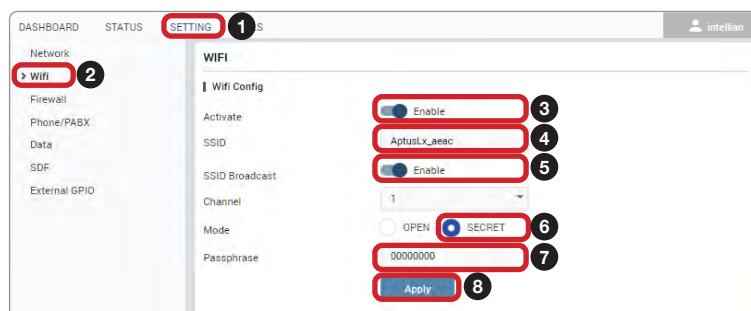 DASHBOARD STATUS SETTING 1 LS intellian
Network
WIFI
> Wifi 2
Wifi Config
Firewall
Activate Enable 3
Phone/PABX
SSID AptusLx_aeac 4
Data
SSID Broadcast Enable 5
SDF
External GPIO
Channel 1
Mode OPEN SECRET 6
Passphrase 00000000 7
Apply 8